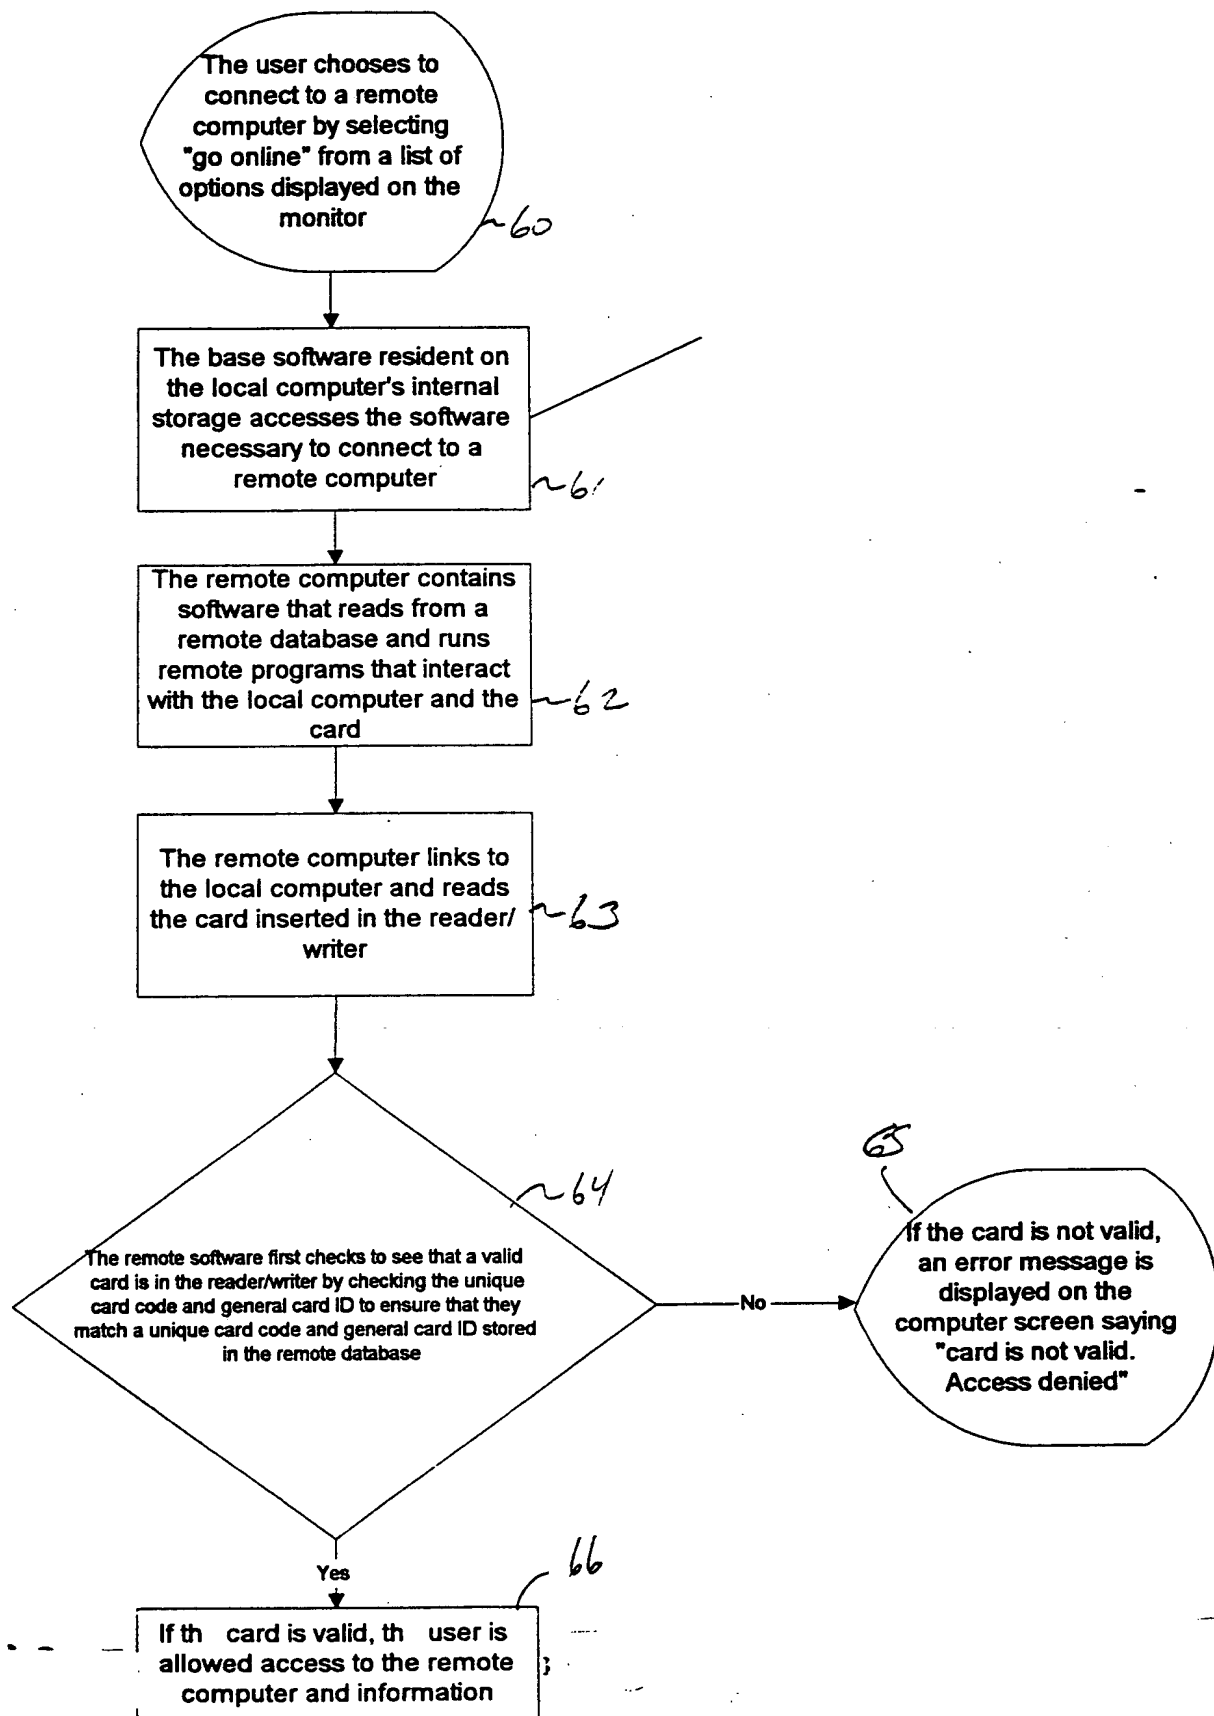 The user chooses to
connect to a remote
computer by selecting
"go online" from a list of
options displayed on the
monitor
~60
The base software resident on
the local computer's internal
storage accesses the software
necessary to connect to a
remote computer
~61
The remote computer contains
software that reads from a
remote database and runs
remote programs that interact
with the local computer and the
card
~62
The remote computer links to
the local computer and reads
the card inserted in the reader/
writer
~63
~64
The remote software first checks to see that a valid
card is in the reader/writer by checking the unique
card code and general card ID to ensure that they
match a unique card code and general card ID stored
in the remote database
No
65
If the card is not valid,
an error message is
displayed on the
computer screen saying
"card is not valid.
Access denied"
Yes
66
If th card is valid, th user is
allowed access to the remote
computer and information